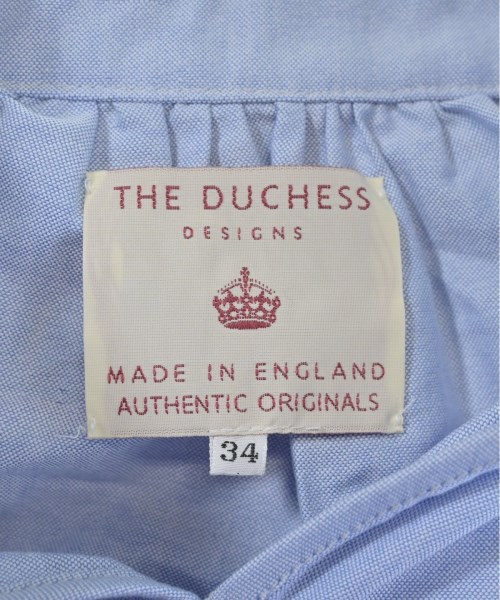 THE DUCHESS
DESIGNS
MADE IN ENGLAND
AUTHENTIC ORIGINALS
34